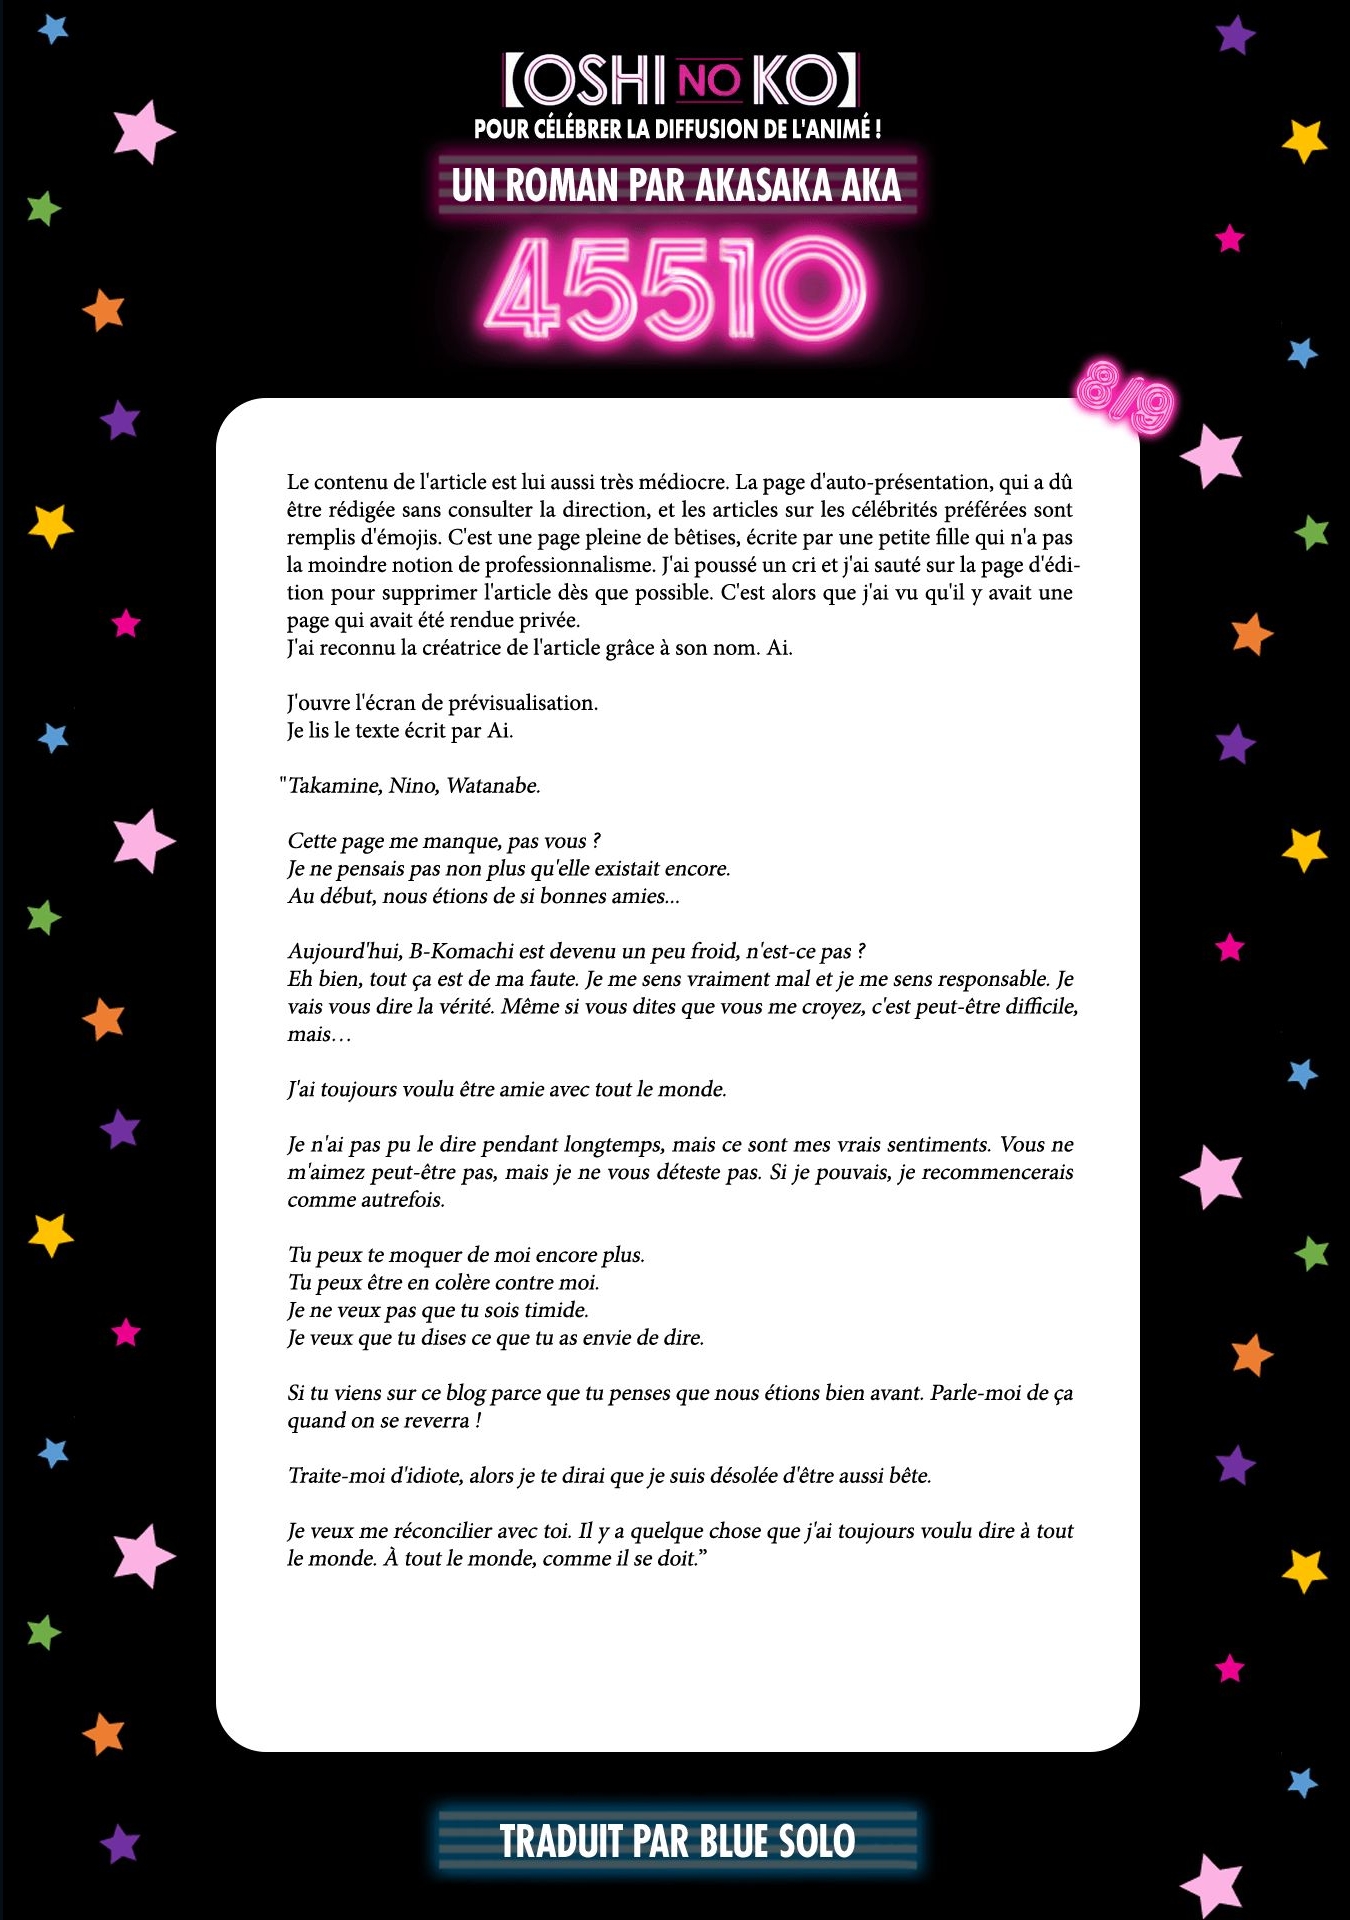 【OSHI NO KO】
POUR CÉLÉBRER LA DIFFUSION DE L'ANIMÉ !
UN ROMAN PAR AKASAKA AKA
45510
8/9
Le contenu de l'article est lui aussi très médiocre. La page d'auto-présentation, qui a dû
être rédigée sans consulter la direction, et les articles sur les célébrités préférées sont
remplis d'émojis. C'est une page pleine de bêtises, écrite par une petite fille qui n'a pas
la moindre notion de professionnalisme. J'ai poussé un cri et j'ai sauté sur la page d'édi-
tion pour supprimer l'article dès que possible. C'est alors que j'ai vu qu'il y avait une
page qui avait été rendue privée.
J'ai reconnu la créatrice de l'article grâce à son nom. Ai.
J'ouvre l'écran de prévisualisation.
Je lis le texte écrit par Ai.
"Takamine, Nino, Watanabe.
Cette page me manque, pas vous ?
Je ne pensais pas non plus qu'elle existait encore.
Au début, nous étions de si bonnes amies...
Aujourd'hui, B-Komachi est devenu un peu froid, n'est-ce pas ?
Eh bien, tout ça est de ma faute. Je me sens vraiment mal et je me sens responsable. Je
vais vous dire la vérité. Même si vous dites que vous me croyez, c'est peut-être difficile,
mais…
J'ai toujours voulu être amie avec tout le monde.
Je n'ai pas pu le dire pendant longtemps, mais ce sont mes vrais sentiments. Vous ne
m'aimez peut-être pas, mais je ne vous déteste pas. Si je pouvais, je recommencerais
comme autrefois.
Tu peux te moquer de moi encore plus.
Tu peux être en colère contre moi.
Je ne veux pas que tu sois timide.
Je veux que tu dises ce que tu as envie de dire.
Si tu viens sur ce blog parce que tu penses que nous étions bien avant. Parle-moi de ça
quand on se reverra !
Traite-moi d'idiote, alors je te dirai que je suis désolée d'être aussi bête.
Je veux me réconcilier avec toi. Il y a quelque chose que j'ai toujours voulu dire à tout
le monde. À tout le monde, comme il se doit.”
TRADUIT PAR BLUE SOLO